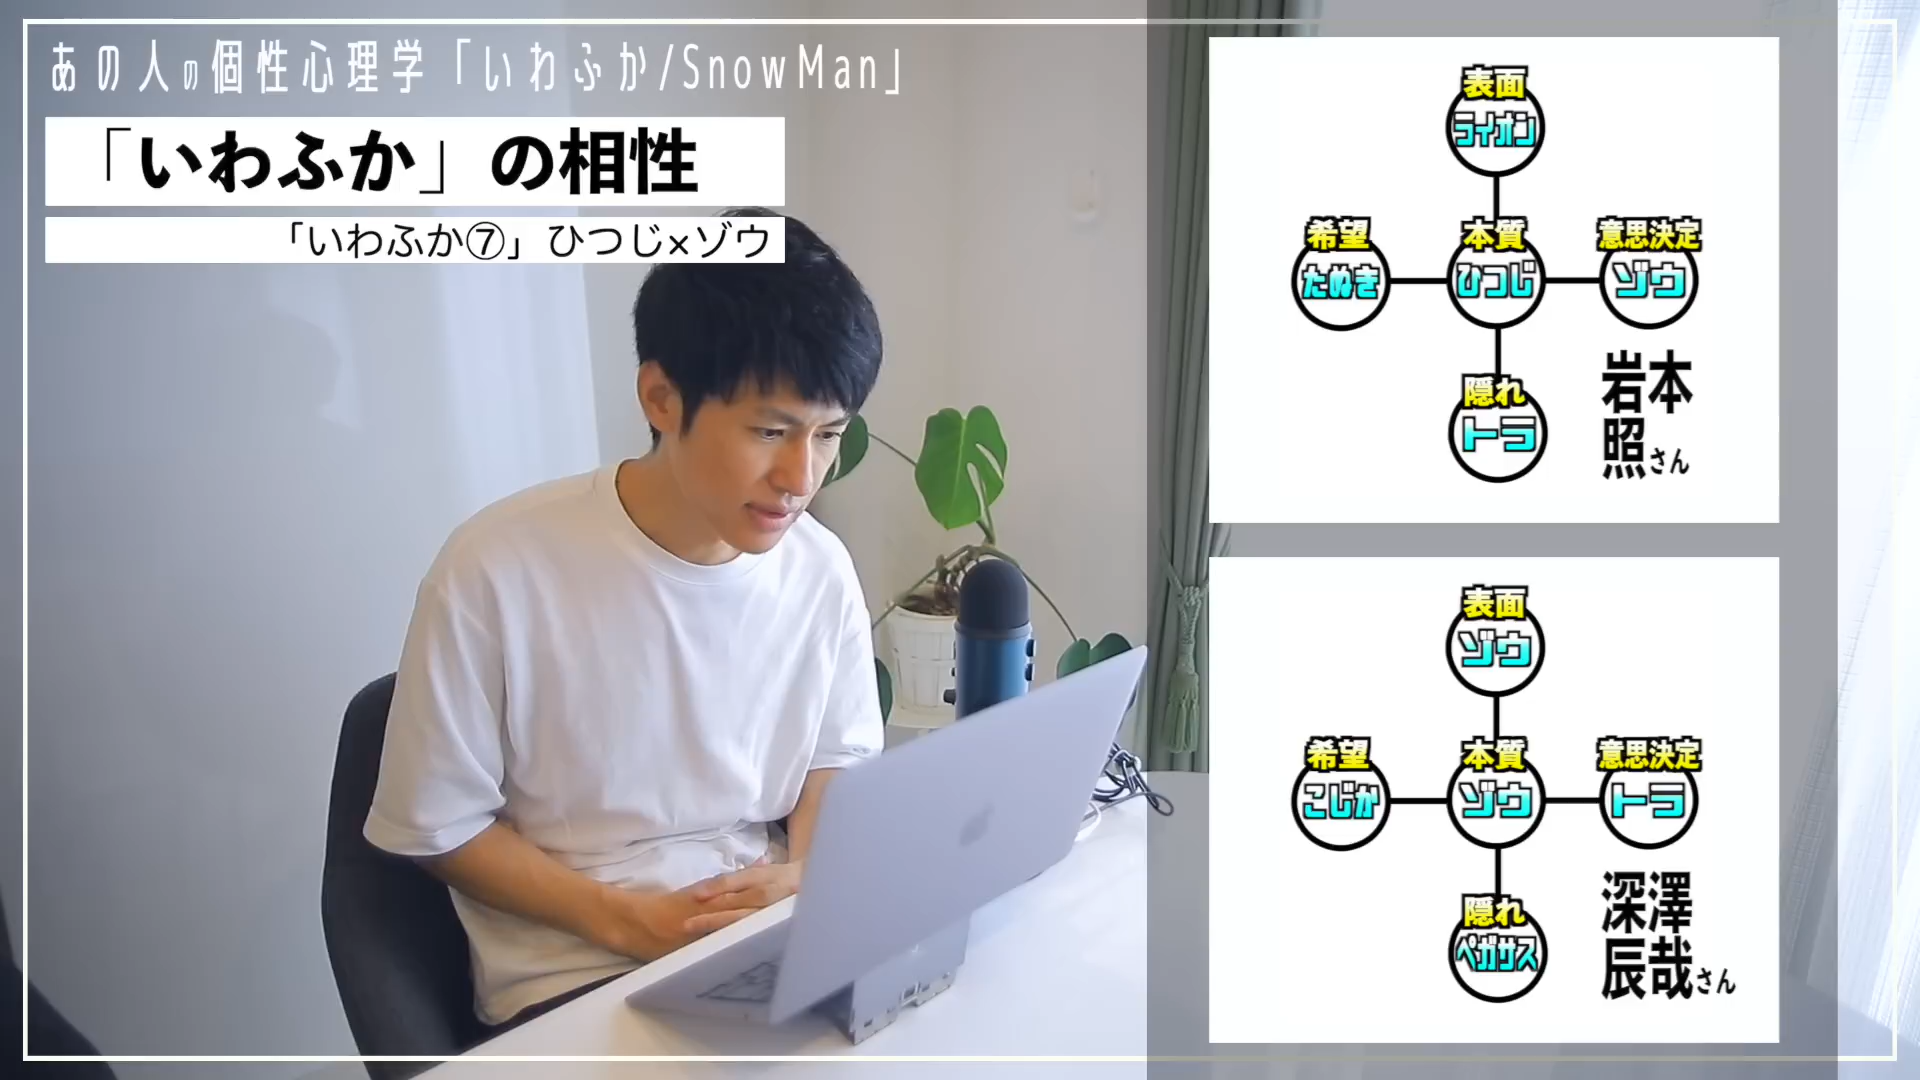 あの人の個性心理学「いわふか/SnowMan」
「いわふか」の相性
「いわふか⑦」ひつじ×ゾウ
表面
ライオン
希望
たぬき
本質
ひつじ
意思決定
ゾウ
隠れ
トラ
岩本
照さん
表面
ゾウ
希望
こじか
本質
ゾウ
意思決定
トラ
隠れ
ペガサス
深澤
辰哉さん